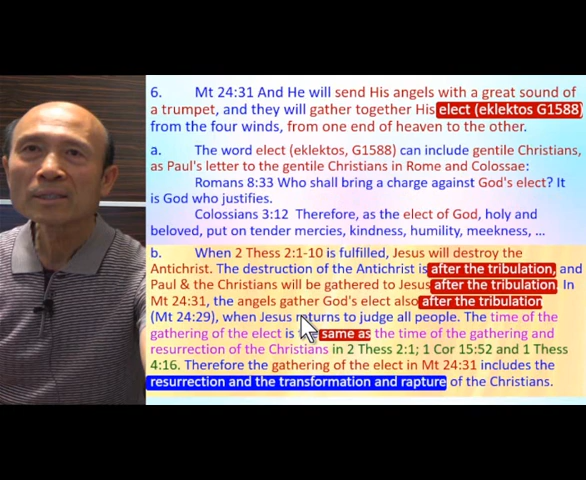 6. Mt 24:31 And He will send His angels with a great sound of
a trumpet, and they will gather together His elect (eklektos G1588)
from the four winds, from one end of heaven to the other.
a. The word elect (eklektos, G1588) can include gentile Christians,
as Paul's letter to the gentile Christians in Rome and Colossae:
Romans 8:33 Who shall bring a charge against God's elect? It
is God who justifies.
Colossians 3:12 Therefore, as the elect of God, holy and
beloved, put on tender mercies, kindness, humility, meekness, ...
b. When 2 Thess 2:1-10 is fulfilled, Jesus will destroy the
Antichrist. The destruction of the Antichrist is after the tribulation, and
Paul & the Christians will be gathered to Jesus after the tribulation. In
Mt 24:31, the angels gather God's elect also after the tribulation
(Mt 24:29), when Jesus returns to judge all people. The time of the
gathering of the elect is same as the time of the gathering and
resurrection of the Christians in 2 Thess 2:1; 1 Cor 15:52 and 1 Thess
4:16. Therefore the gathering of the elect in Mt 24:31 includes the
resurrection and the transformation and rapture of the Christians.